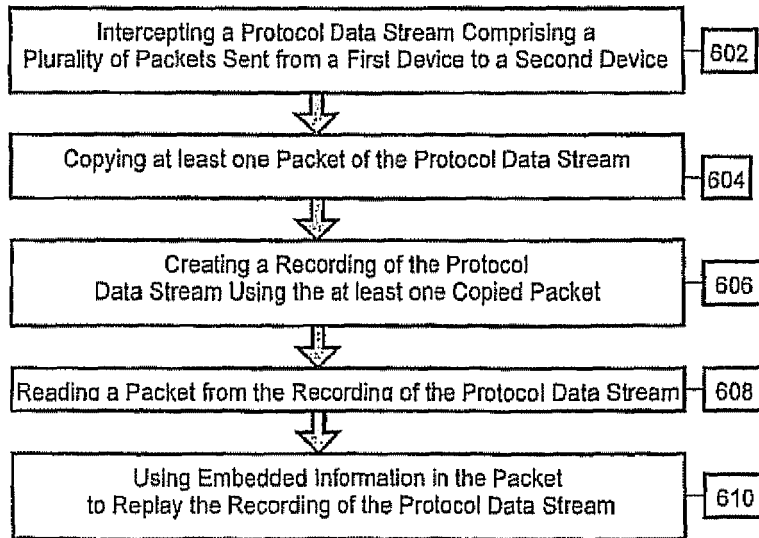 Intercepting a Protocol Data Stream Comprising a
Plurality of Packets Sent from a First Device to a Second Device
602
Copying at least one Packet of the Protocol Data Stream
604
Creating a Recording of the Protocol
Data Stream Using the at least one Copied Packet
606
Reading a Packet from the Recording of the Protocol Data Stream
608
Using Embedded Information in the Packet
to Replay the Recording of the Protocol Data Stream
610